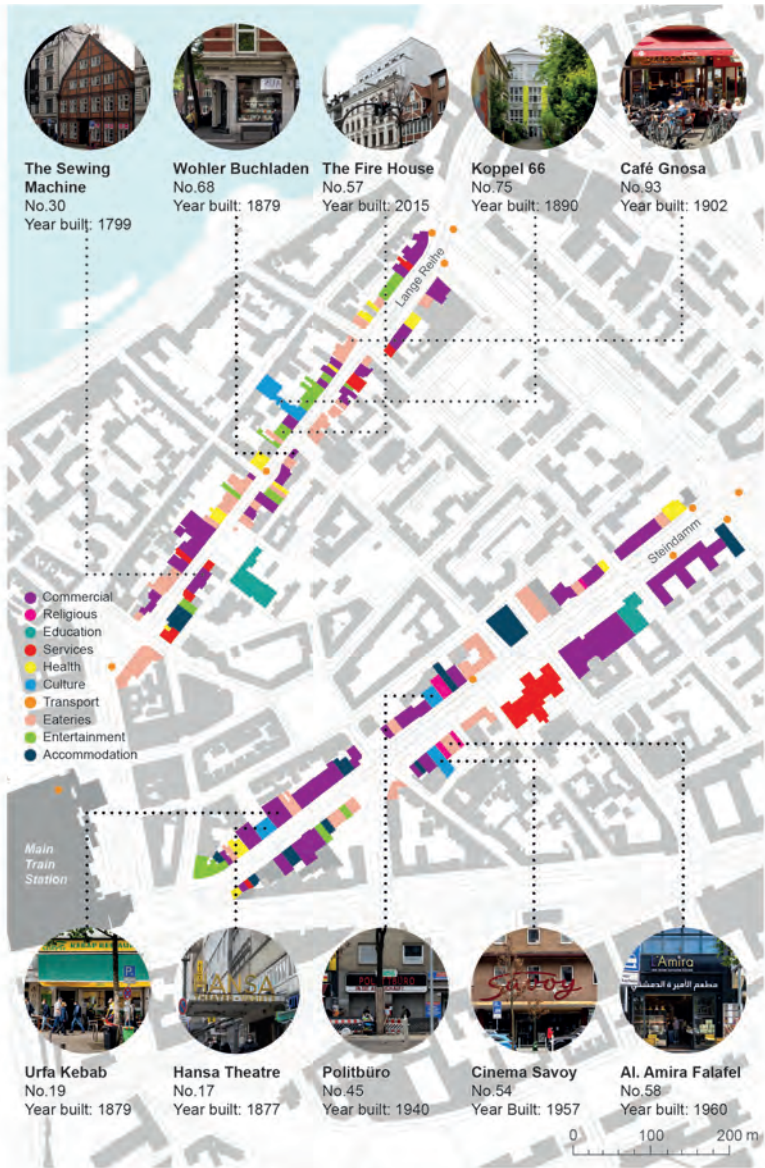 The Sewing
Machine
No.30
Year built: 1799
Wohler Buchladen
No.68
Year built: 1879
The Fire House
No.57
Year built: 2015
Koppel 66
No.75
Year built: 1890
Café Gnosa
No.93
Year built: 1902
Lange Reihe
Steindamm
Commercial
Religious
Education
Services
Health
Culture
Transport
Eateries
Entertainment
Accommodation
Main
Train
Station
HANSA
Savoy
Amira
مطعم الأميرة الدمشقي
Urfa Kebab
No.19
Year built: 1879
Hansa Theatre
No.17
Year built: 1877
Politbüro
No.45
Year built: 1940
Cinema Savoy
No.54
Year Built: 1957
Al. Amira Falafel
No.58
Year built: 1960
0 100 200 m